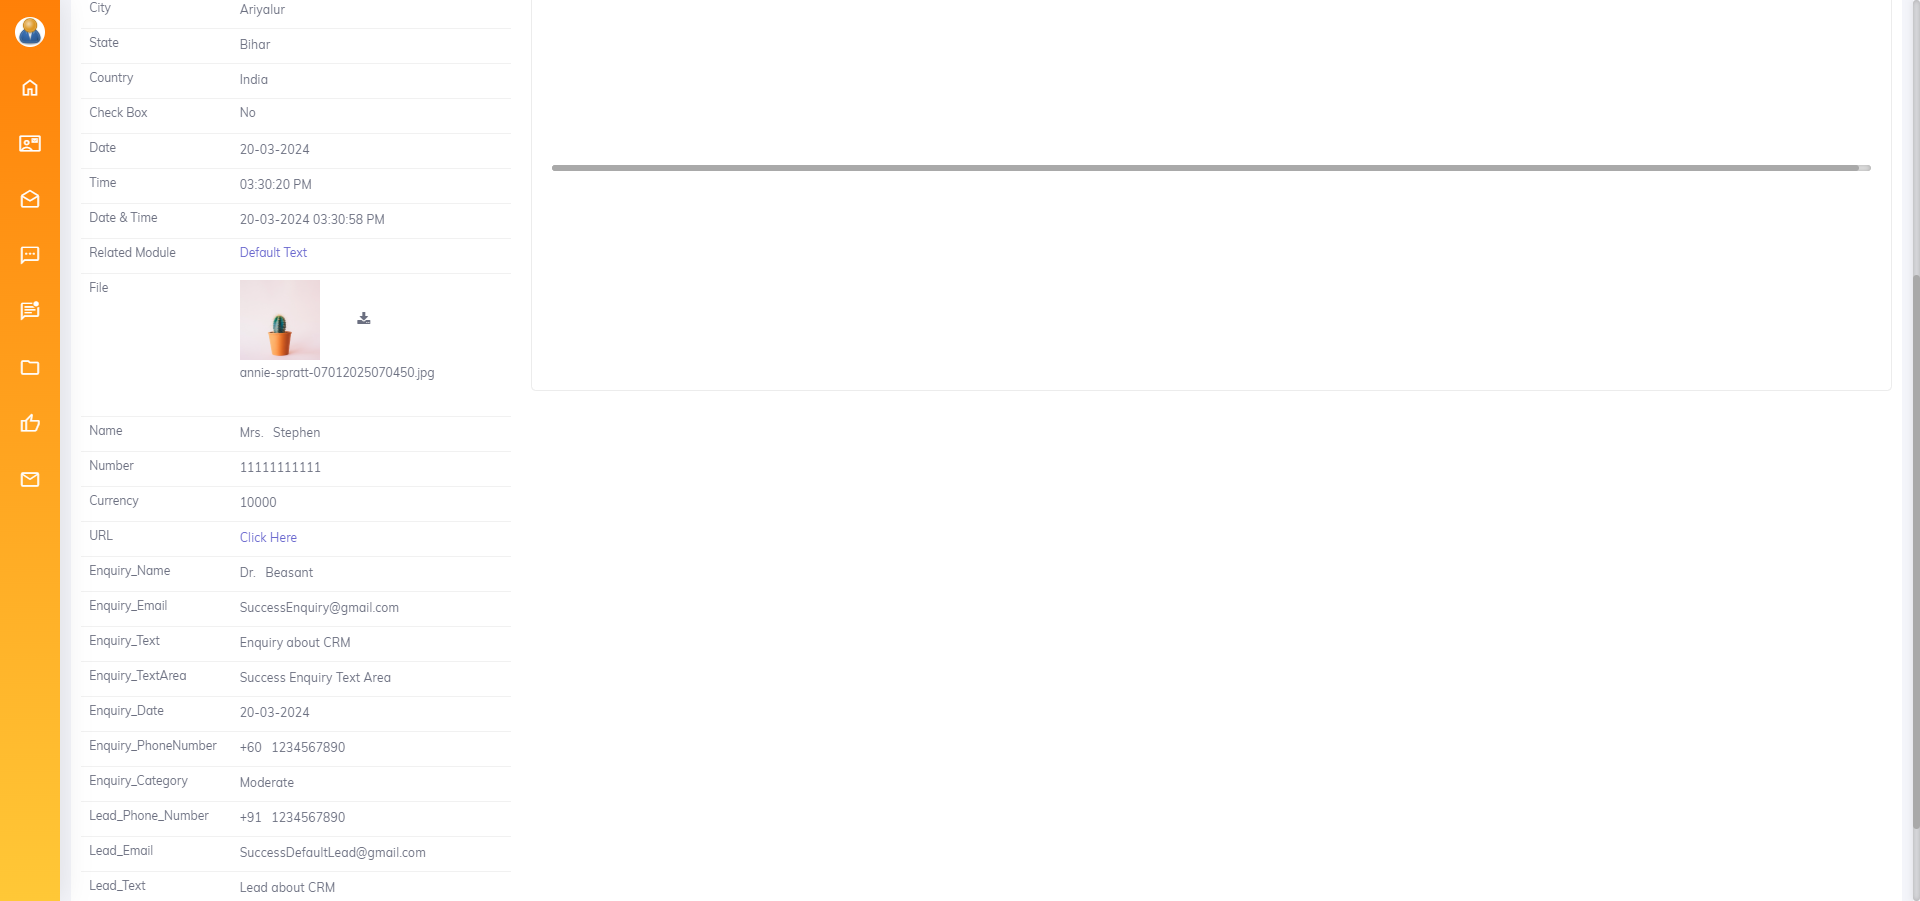 City Ariyalur
State Bihar
Country India
Check Box No
Date 20-03-2024
Time 03:30:20 PM
Date & Time 20-03-2024 03:30:58 PM
Related Module Default Text
File
annie-spratt-07012025070450.jpg
Name Mrs. Stephen
Number 11111111111
Currency 10000
URL Click Here
Enquiry_Name Dr. Beasant
Enquiry_Email SuccessEnquiry@gmail.com
Enquiry_Text Enquiry about CRM
Enquiry_TextArea Success Enquiry Text Area
Enquiry_Date 20-03-2024
Enquiry_PhoneNumber +60 1234567890
Enquiry_Category Moderate
Lead_Phone_Number +91 1234567890
Lead_Email SuccessDefaultLead@gmail.com
Lead_Text Lead about CRM